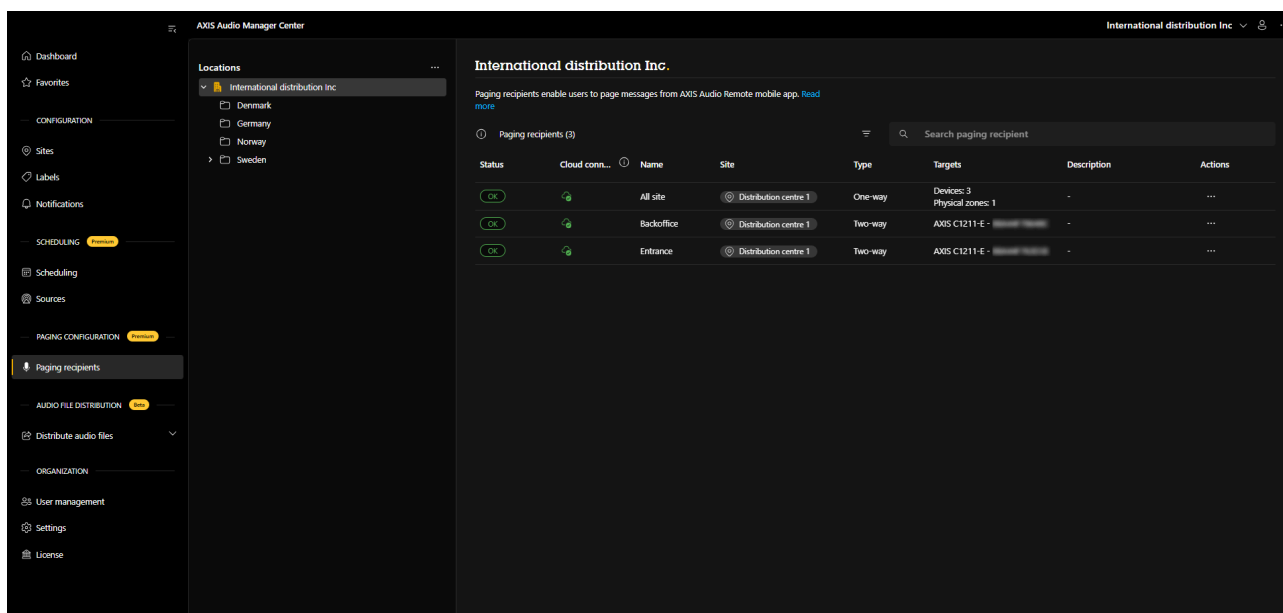 AXIS Audio Manager Center
International distribution Inc
Dashboard
Favorites
CONFIGURATION
Sites
Labels
Notifications
SCHEDULING Premium
Scheduling
Sources
PAGING CONFIGURATION Premium
Paging recipients
AUDIO FILE DISTRIBUTION Beta
Distribute audio files
ORGANIZATION
User management
Settings
License
Locations ...
International distribution Inc
Denmark
Germany
Norway
Sweden
International distribution Inc.
Paging recipients enable users to page messages from AXIS Audio Remote mobile app. Read
more
Paging recipients (3)
Search paging recipient
Status Cloud conn... Name Site Type Targets Description Actions
OK All site Distribution centre 1 One-way Devices: 3
Physical zones: 1 - ...
OK Backoffice Distribution centre 1 Two-way AXIS C1211-E - - ...
OK Entrance Distribution centre 1 Two-way AXIS C1211-E - - ...